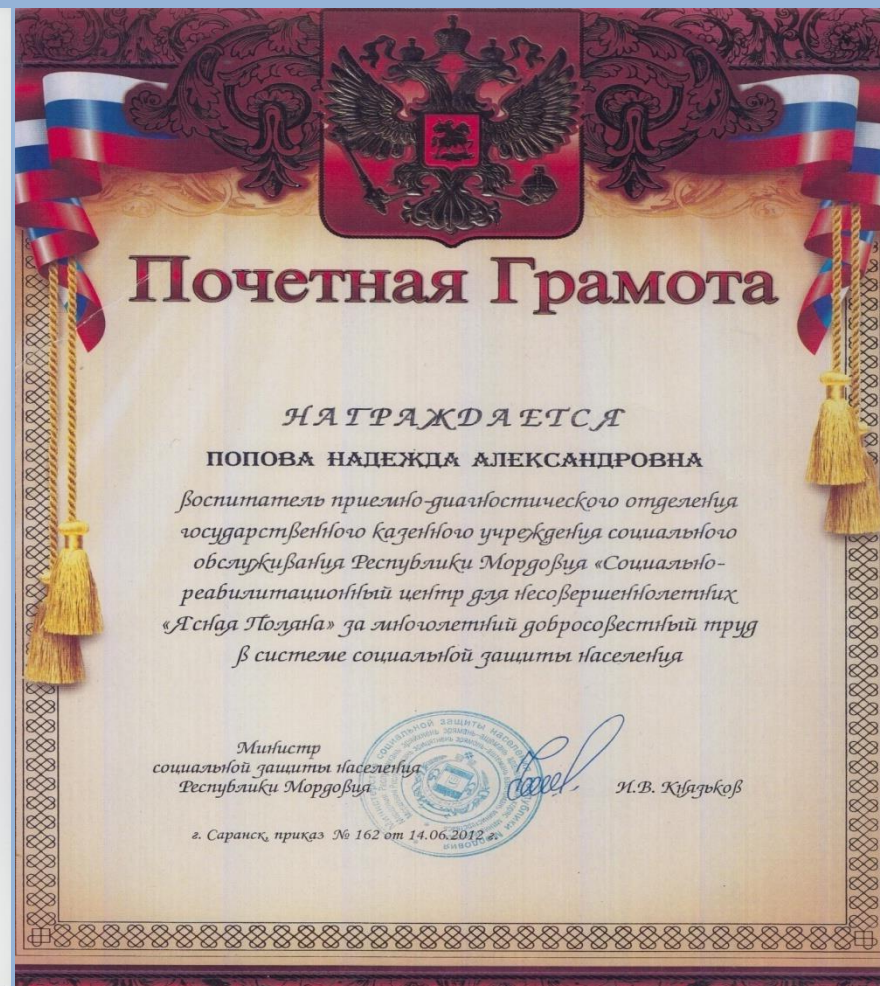 Почетная Грамота
НАГРАЖДАЕТСЯ
ПОПОВА НАДЕЖДА АЛЕКСАНДРОВНА
воспитатель приемно-диагностического отделения
государственного казенного учреждения социального
обслуживания Республики Мордовия «Социально-
реабилитационный центр для несовершеннолетних
«Ясная Поляна» за многолетний добросовестный труд
в системе социальной защиты населения
Министр
социальной защиты населения
Республики Мордовия
И.В. Князьков
г. Саранск, приказ № 162 от 14.06.2012 г.